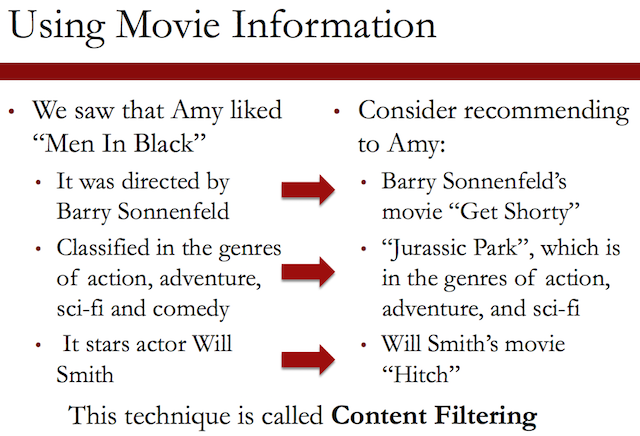 Using Movie Information
• We saw that Amy liked
“Men In Black”
• It was directed by
Barry Sonnenfeld
• Classified in the genres
of action, adventure,
sci-fi and comedy
• It stars actor Will
Smith
• Consider recommending
to Amy:
• Barry Sonnenfeld’s
movie “Get Shorty”
• “Jurassic Park”, which is
in the genres of action,
adventure, and sci-fi
• Will Smith’s movie
“Hitch”
This technique is called Content Filtering